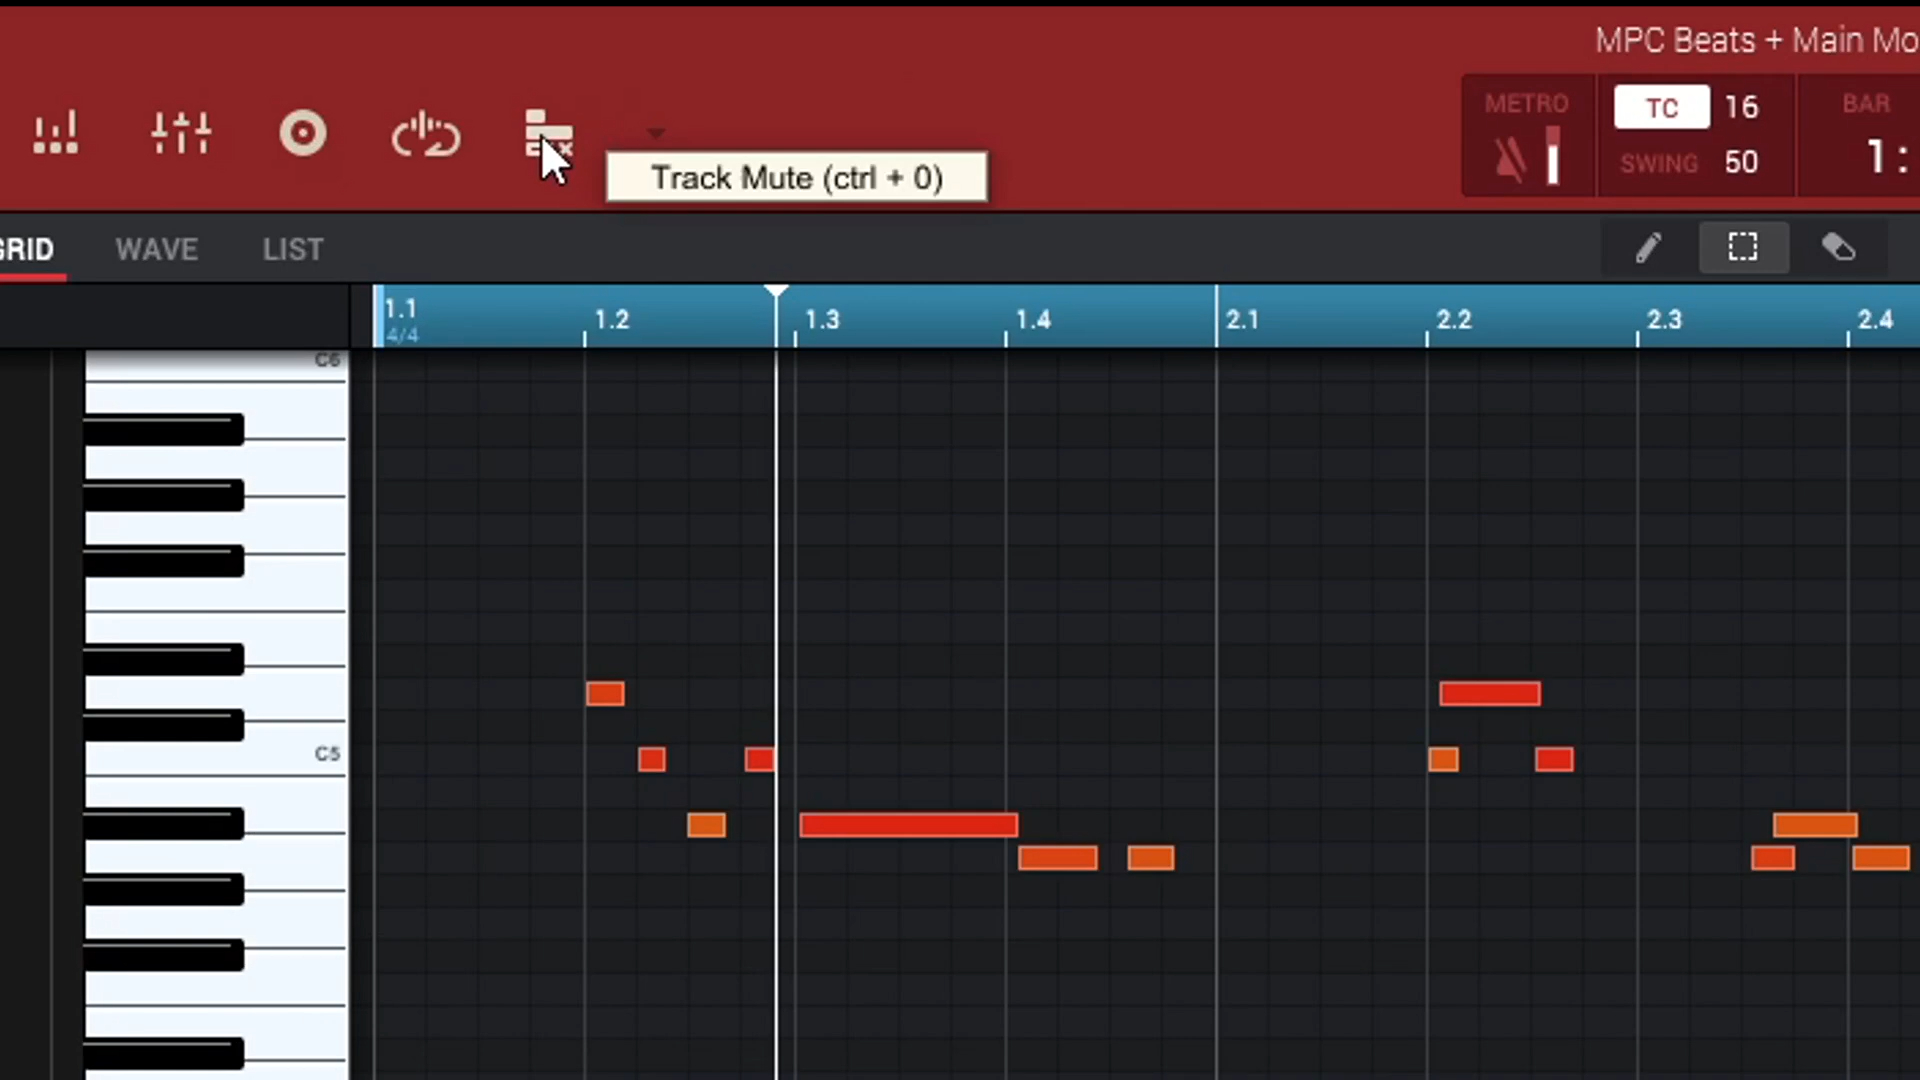 MPC Beats + Main Mo
METRO
TC 16
BAR
SWING 50
1:
Track Mute (ctrl + 0)
GRID WAVE LIST
1.1 1.2 1.3 1.4 2.1 2.2 2.3 2.4
4/4
C6
C5